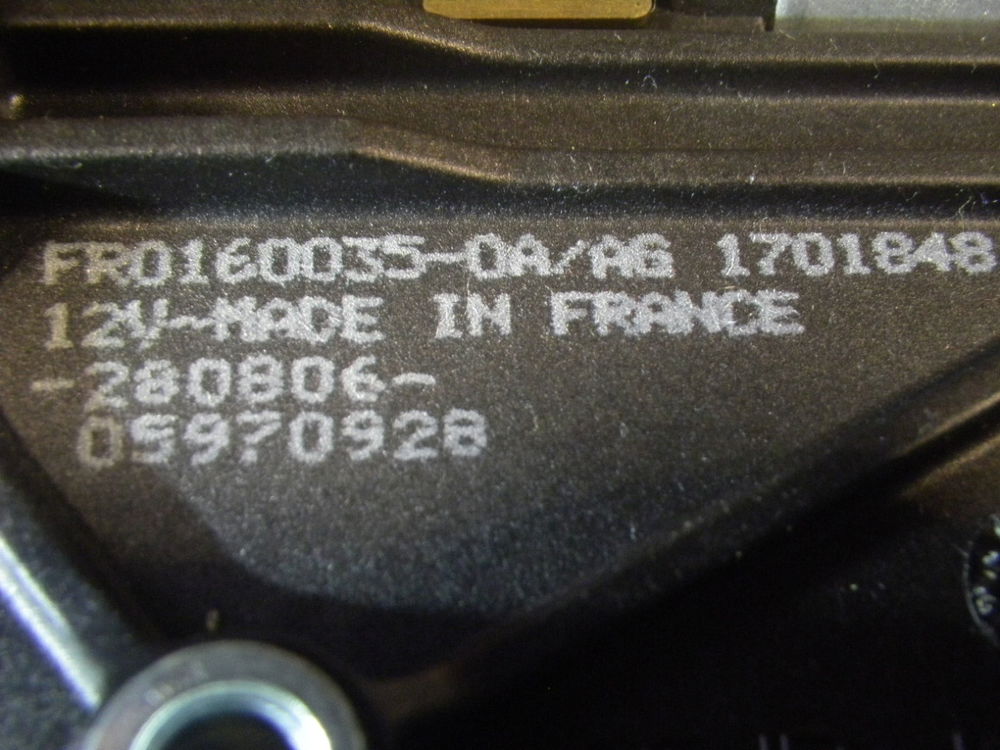 FR0160035-0A/AG 1701848
12V-MADE IN FRANCE
-280806-
05970928